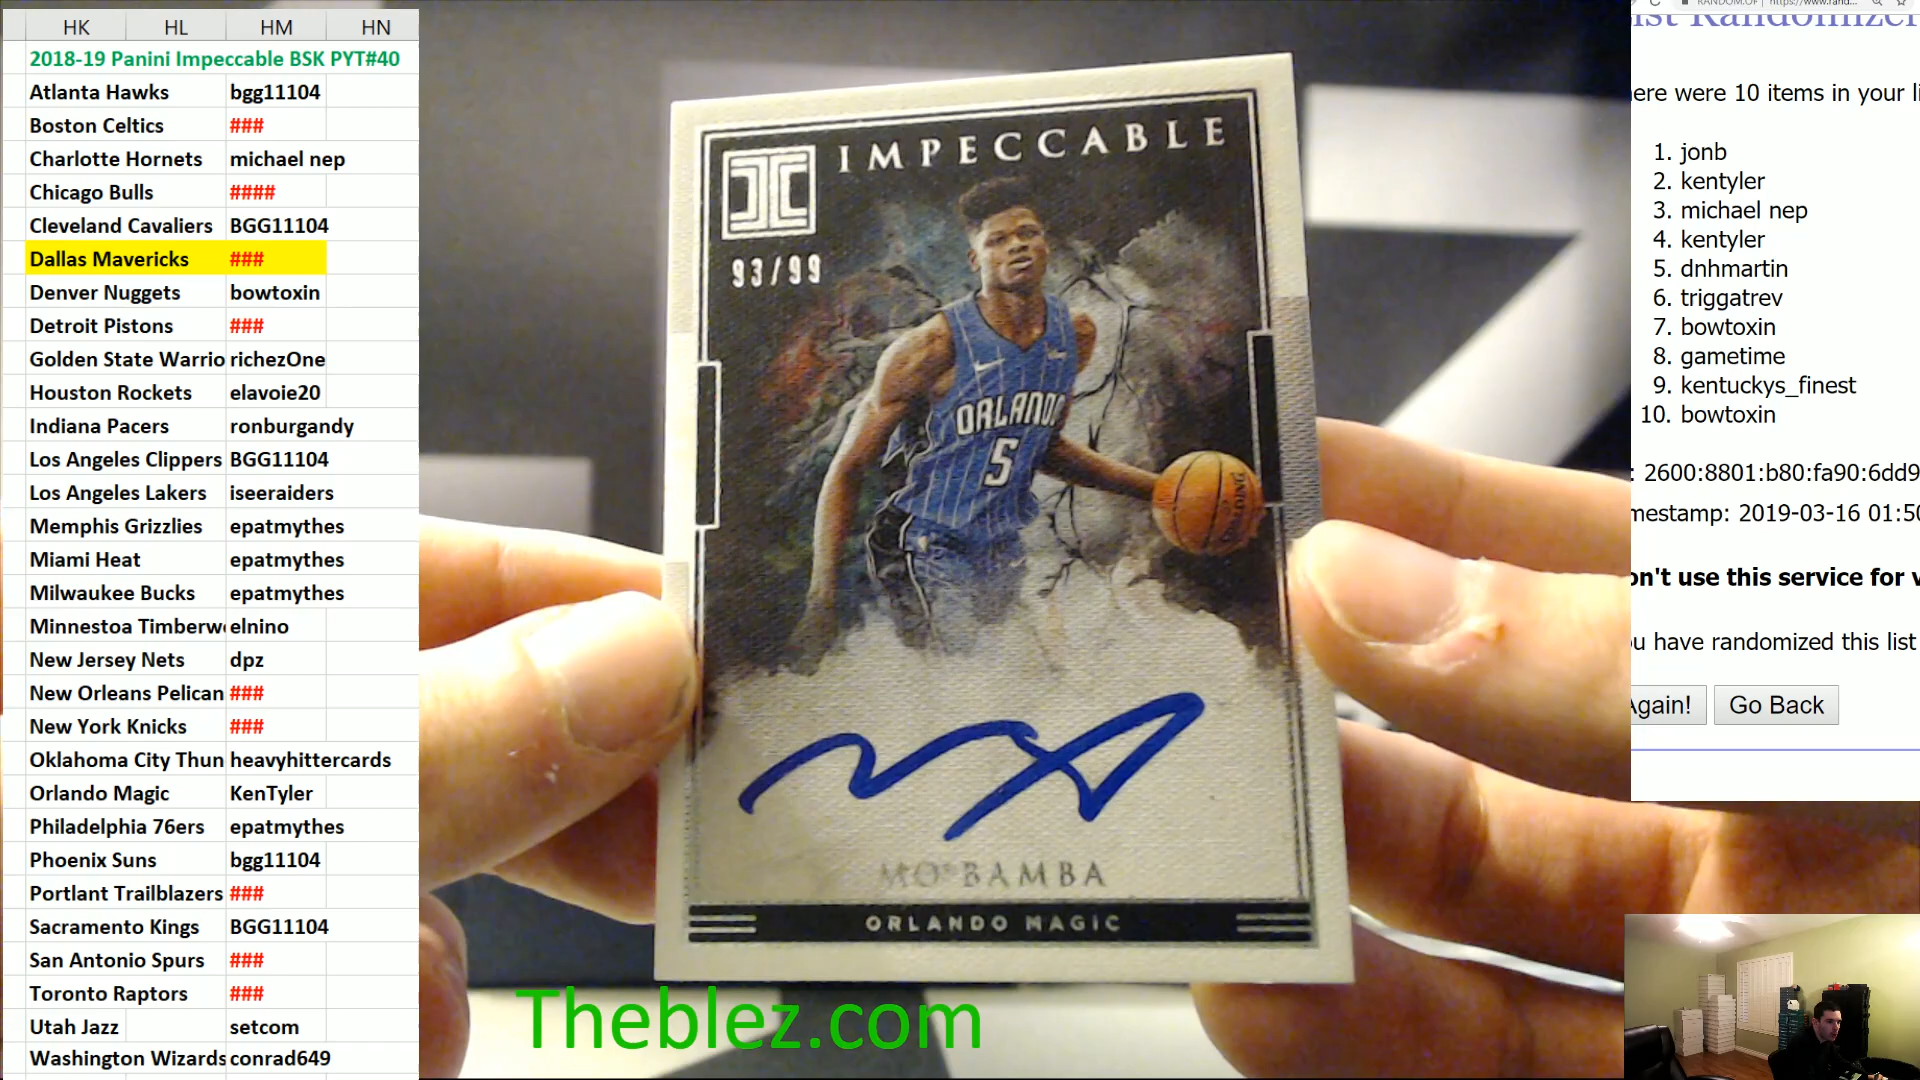 HK HL HM HN
2018-19 Panini Impeccable BSK PYT#40
Atlanta Hawks bgg11104
Boston Celtics ###
Charlotte Hornets michael nep
Chicago Bulls ####
Cleveland Cavaliers BGG11104
Dallas Mavericks ###
Denver Nuggets bowtoxin
Detroit Pistons ###
Golden State Warrio richezOne
Houston Rockets elavoie20
Indiana Pacers ronburgandy
Los Angeles Clippers BGG11104
Los Angeles Lakers iseeraiders
Memphis Grizzlies epatmythes
Miami Heat epatmythes
Milwaukee Bucks epatmythes
Minnestoa Timberw elnino
New Jersey Nets dpz
New Orleans Pelican ###
New York Knicks ###
Oklahoma City Thun heavyhittercards
Orlando Magic KenTyler
Philadelphia 76ers epatmythes
Phoenix Suns bgg11104
Portlant Trailblazers ###
Sacramento Kings BGG11104
San Antonio Spurs ###
Toronto Raptors ###
Utah Jazz setcom
Washington Wizards conrad649
IMPECCABLE
93/99
ORLANDO
5
MO BAMBA
ORLANDO MAGIC
Theblez.com
ist Randomizer
ere were 10 items in your li
1. jonb
2. kentyler
3. michael nep
4. kentyler
5. dnhmartin
6. triggatrev
7. bowtoxin
8. gametime
9. kentuckys_finest
10. bowtoxin
: 2600:8801:b80:fa90:6dd9
mestamp: 2019-03-16 01:50
on't use this service for
u have randomized this list
Again! Go Back